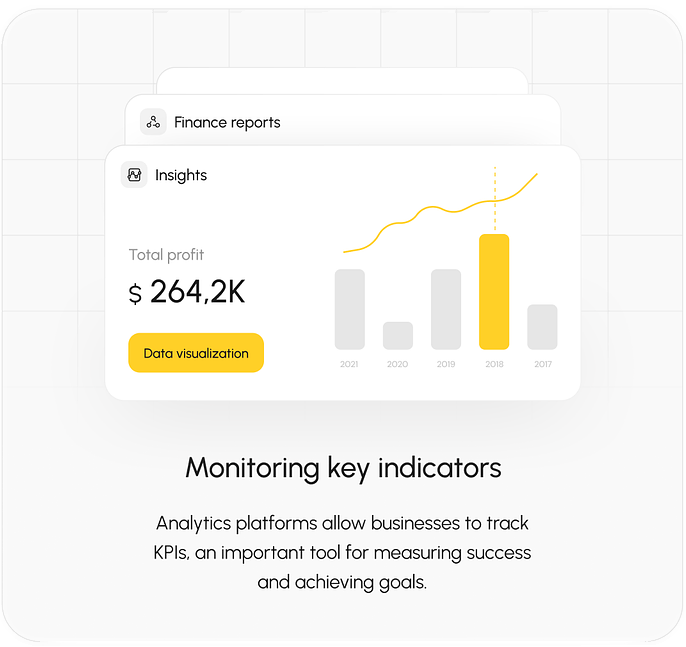 Finance reports
Insights
Total profit
$ 264,2K
Data visualization
2021 2020 2019 2018 2017
Monitoring key indicators
Analytics platforms allow businesses to track
KPIs, an important tool for measuring success
and achieving goals.